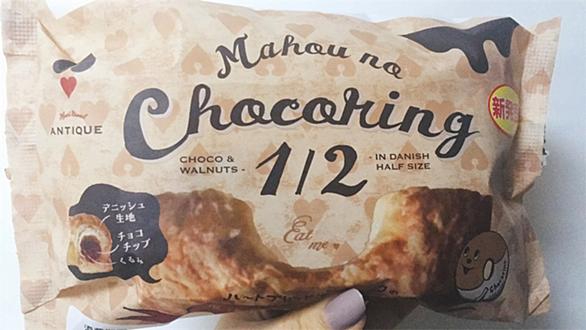 Mahou no
Chocoring
1/2
CHOCO &
WALNUTS -
- IN DANISH
HALF SIZE
ANTIQUE
新発
デニッシュ
生地
チョコ
チップ
くるみ
Eat
me